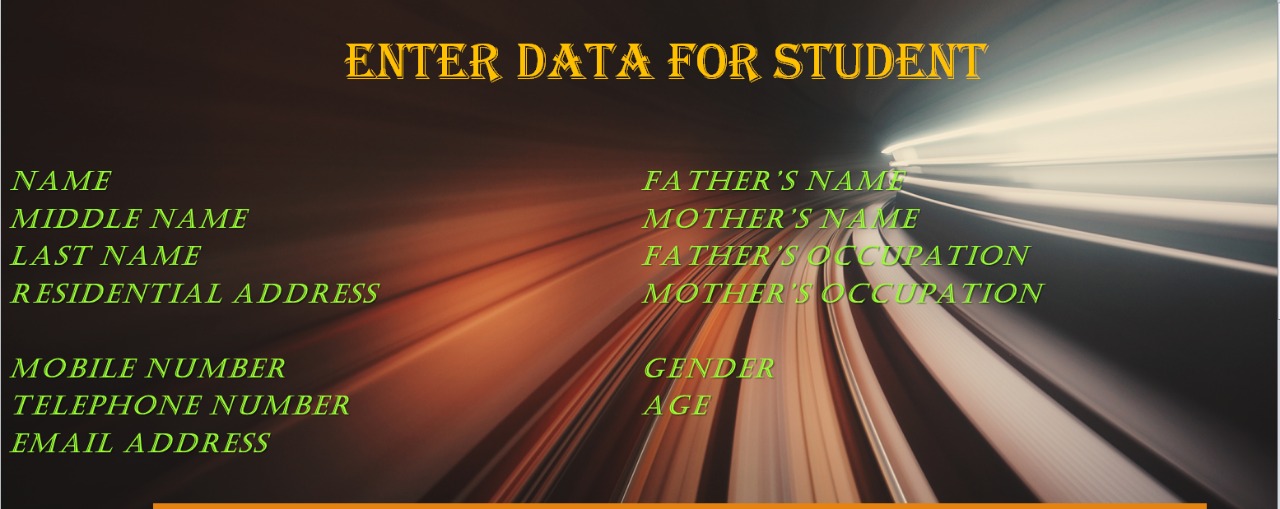 ENTER DATA FOR STUDENT
NAME
MIDDLE NAME
LAST NAME
RESIDENTIAL ADDRESS
MOBILE NUMBER
TELEPHONE NUMBER
EMAIL ADDRESS
FATHER'S NAME
MOTHER'S NAME
FATHER'S OCCUPATION
MOTHER'S OCCUPATION
GENDER
AGE